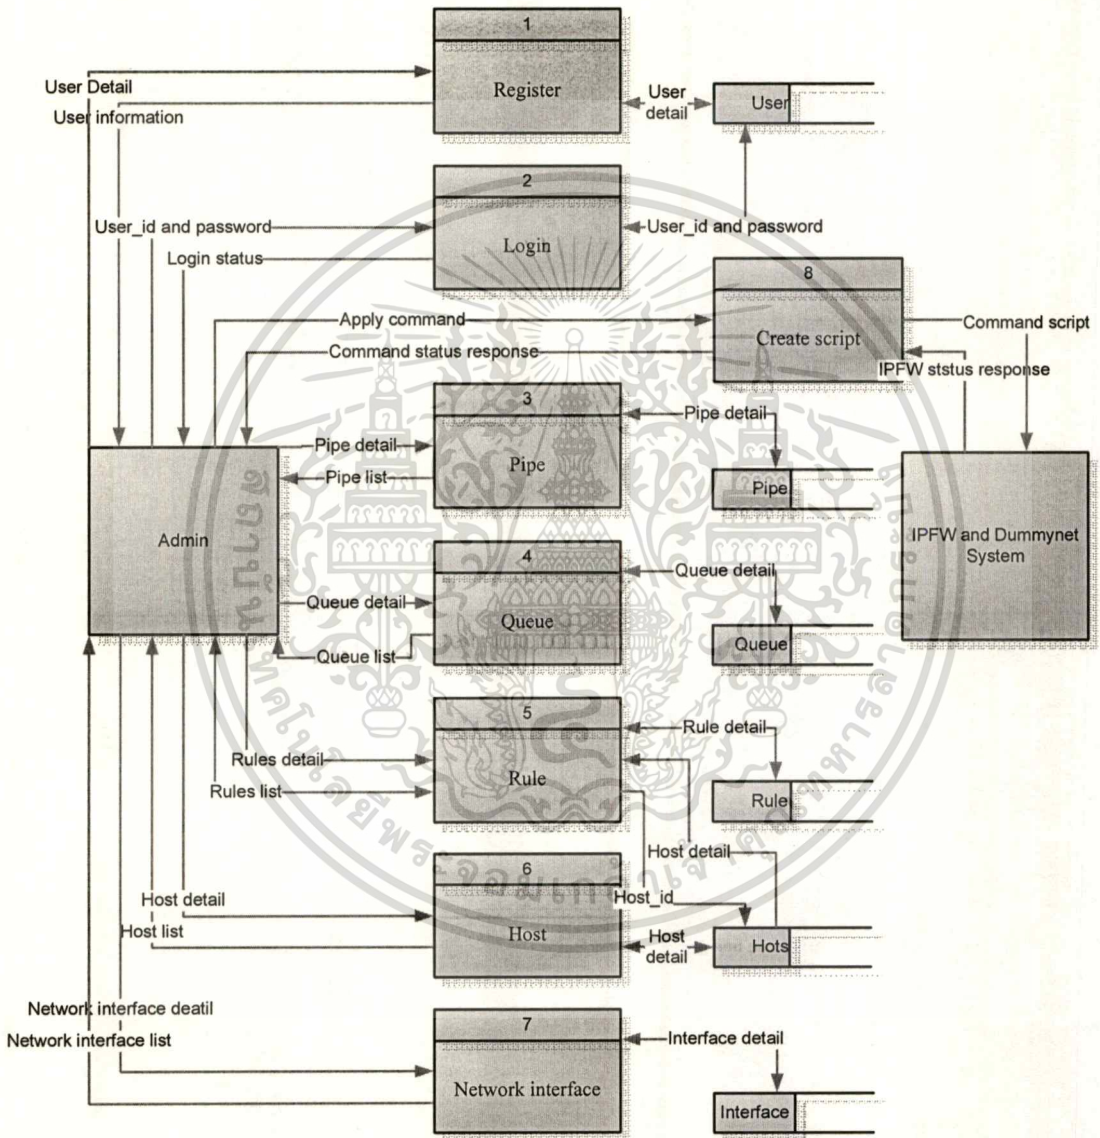 1
Register
User Detail
User information
User
detail
User
2
Login
User_id and password
Login status
User_id and password
8
Create script
Apply command
Command status response
Command script
IPFW ststus response
3
Pipe
Pipe detail
Pipe list
Pipe detail
Pipe
Admin
IPFW and Dummynet
System
4
Queue
Queue detail
Queue list
Queue detail
Queue
5
Rule
Rules detail
Rules list
Rule detail
Rule
Host detail
Host_id
6
Host
Host detail
Host list
Host
detail
Hots
7
Network interface
Network interface deatil
Network interface list
Interface detail
Interface